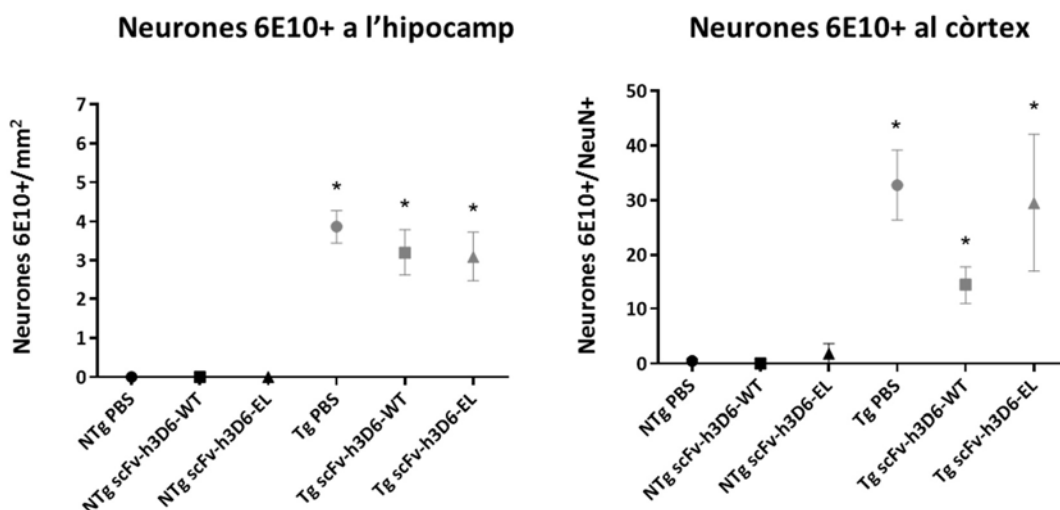 Neurones 6E10+ a l’hipocamp
Neurones 6E10+/mm²
7
6
5
4
3
2
1
0
*
*
*
NTg PBS
NTg scFv-h3D6-WT
NTg scFv-h3D6-EL
Tg PBS
Tg scFv-h3D6-WT
Tg scFv-h3D6-EL
Neurones 6E10+ al còrtex
Neurones 6E10+/NeuN+
50
40
30
20
10
0
*
*
*
NTg PBS
NTg scFv-h3D6-WT
NTg scFv-h3D6-EL
Tg PBS
Tg scFv-h3D6-WT
Tg scFv-h3D6-EL